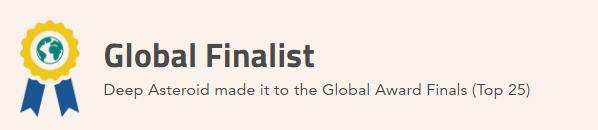 Global Finalist
Deep Asteroid made it to the Global Award Finals (Top 25)